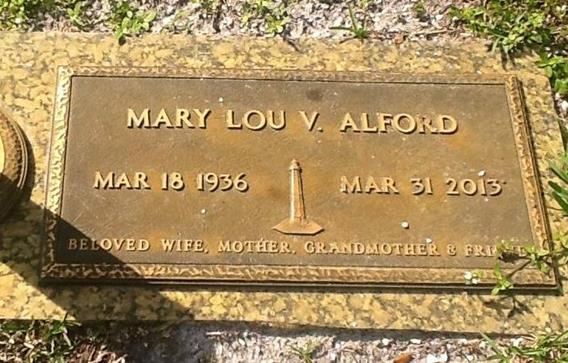 MARY LOU V. ALFORD
MAR 18 1936 MAR 31 2013
BELOVED WIFE, MOTHER, GRANDMOTHER &